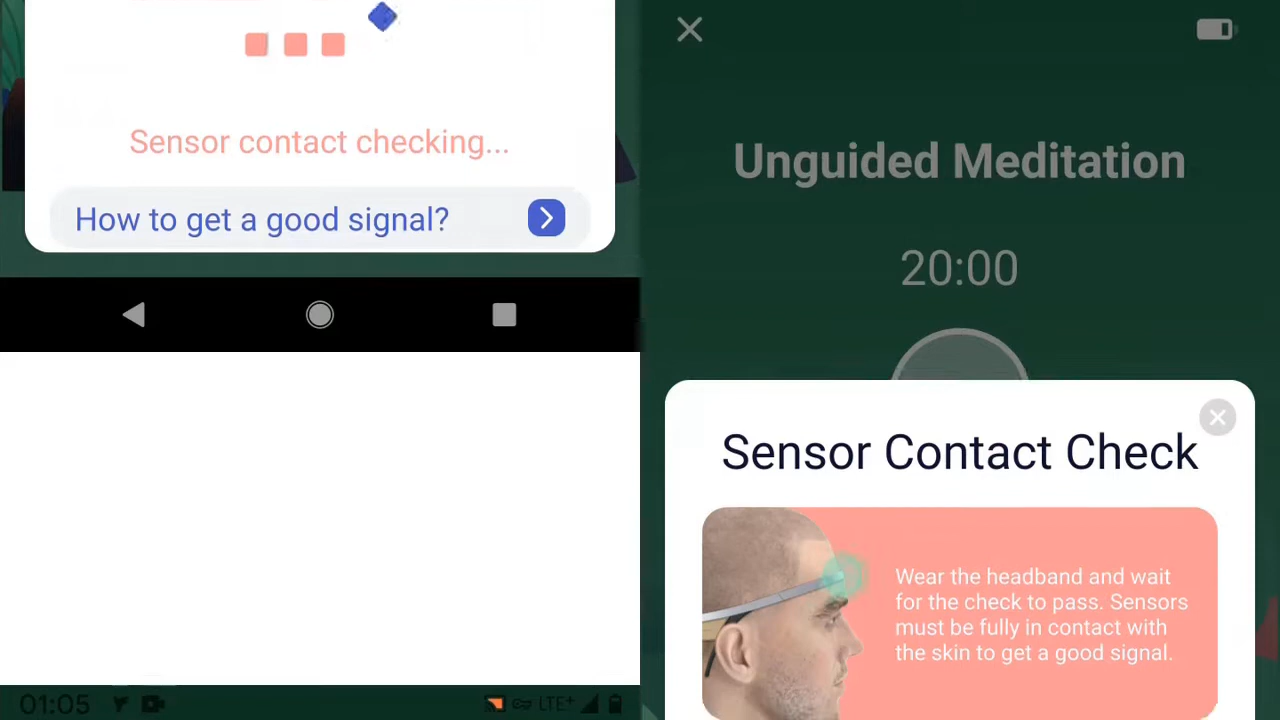 Sensor contact checking...
How to get a good signal?
01:05
LTE+
Unguided Meditation
20:00
Sensor Contact Check
Wear the headband and wait
for the check to pass. Sensors
must be fully in contact with
the skin to get a good signal.